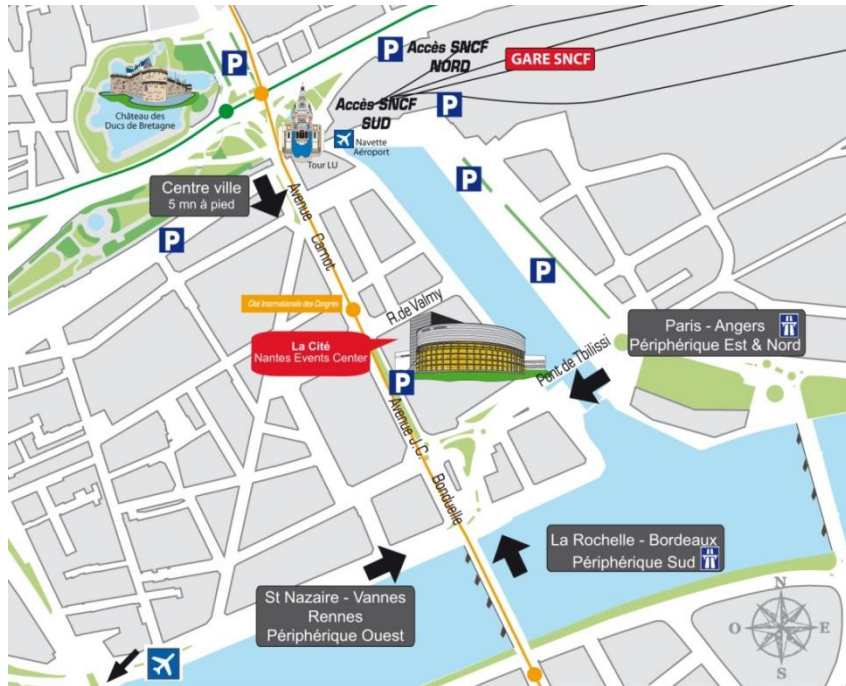 P
P
Accès SNCF
NORD
GARE SNCF
Château des
Ducs de Bretagne
Accès SNCF
SUD
P
Tour LU
Navette
Aéroport
Centre ville
5 mn à pied
P
P
P
Avenue Carnot
Cité Internationale des Congrès
R.de Valmy
La Cité
Nantes Events Center
P
Paris - Angers
Périphérique Est & Nord
Pont de Tbilissi
Avenue J.C. Bonduelle
La Rochelle - Bordeaux
Périphérique Sud
St Nazaire - Vannes
Rennes
Périphérique Ouest
N
O E
S